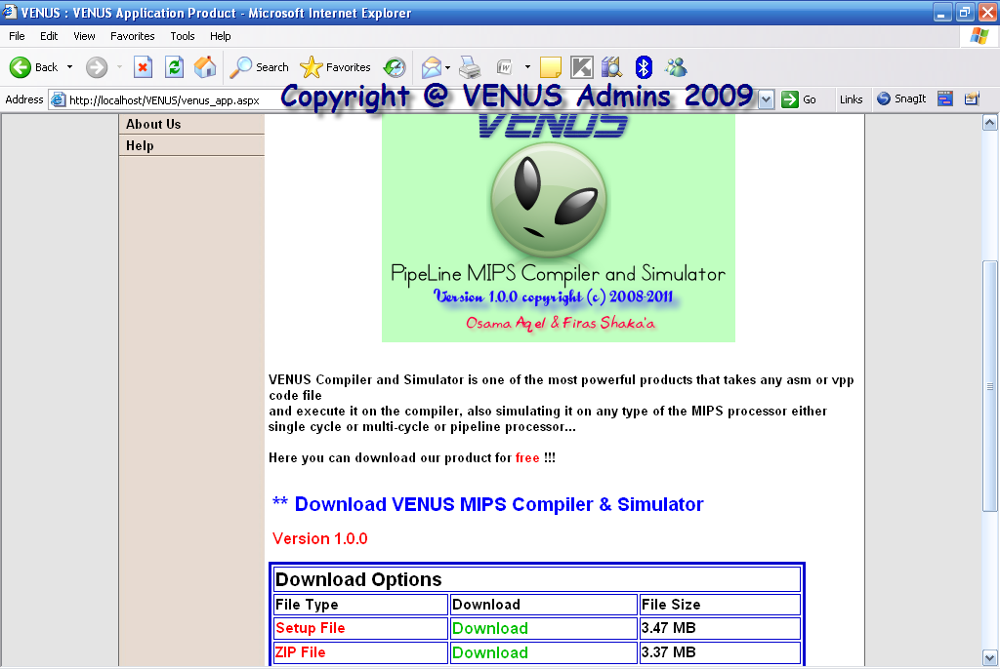 VENUS : VENUS Application Product - Microsoft Internet Explorer
File Edit View Favorites Tools Help
Back Search Favorites
Address http://localhost/VENUS/venus_app.aspx Go Links SnagIt
Copyright @ VENUS Admins 2009
About Us
Help
VENUS
PipeLine MIPS Compiler and Simulator
Version 1.0.0 copyright (c) 2008-2011
Osama Aqel & Firas Shaka'a
VENUS Compiler and Simulator is one of the most powerful products that takes any asm or vpp
code file
and execute it on the compiler, also simulating it on any type of the MIPS processor either
single cycle or multi-cycle or pipeline processor...
Here you can download our product for free !!!
** Download VENUS MIPS Compiler & Simulator
Version 1.0.0
Download Options
File Type Download File Size
Setup File Download 3.47 MB
ZIP File Download 3.37 MB